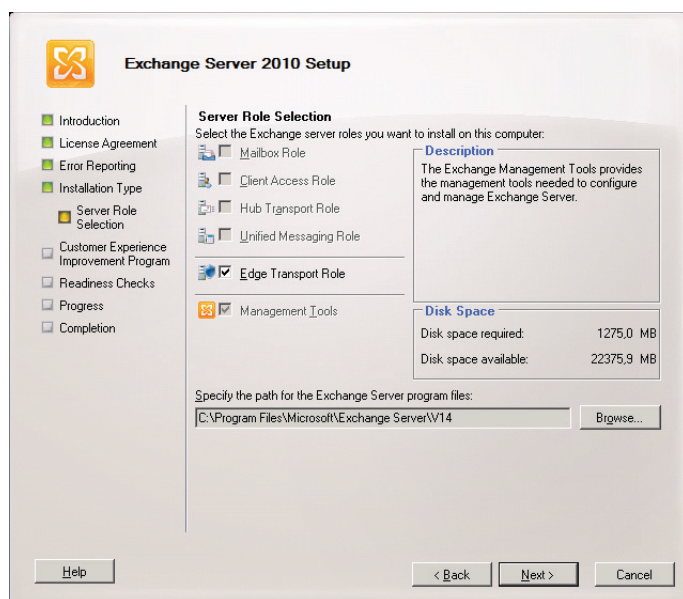 Exchange Server 2010 Setup
Introduction
License Agreement
Error Reporting
Installation Type
Server Role
Selection
Customer Experience
Improvement Program
Readiness Checks
Progress
Completion
Server Role Selection
Select the Exchange server roles you want to install on this computer:
Mailbox Role
Client Access Role
Hub Transport Role
Unified Messaging Role
Edge Transport Role
Management Tools
Description
The Exchange Management Tools provides
the management tools needed to configure
and manage Exchange Server.
Disk Space
Disk space required: 1275,0 MB
Disk space available: 22375,9 MB
Specify the path for the Exchange Server program files:
C:\Program Files\Microsoft\Exchange Server\V14
Browse...
Help
< Back
Next >
Cancel